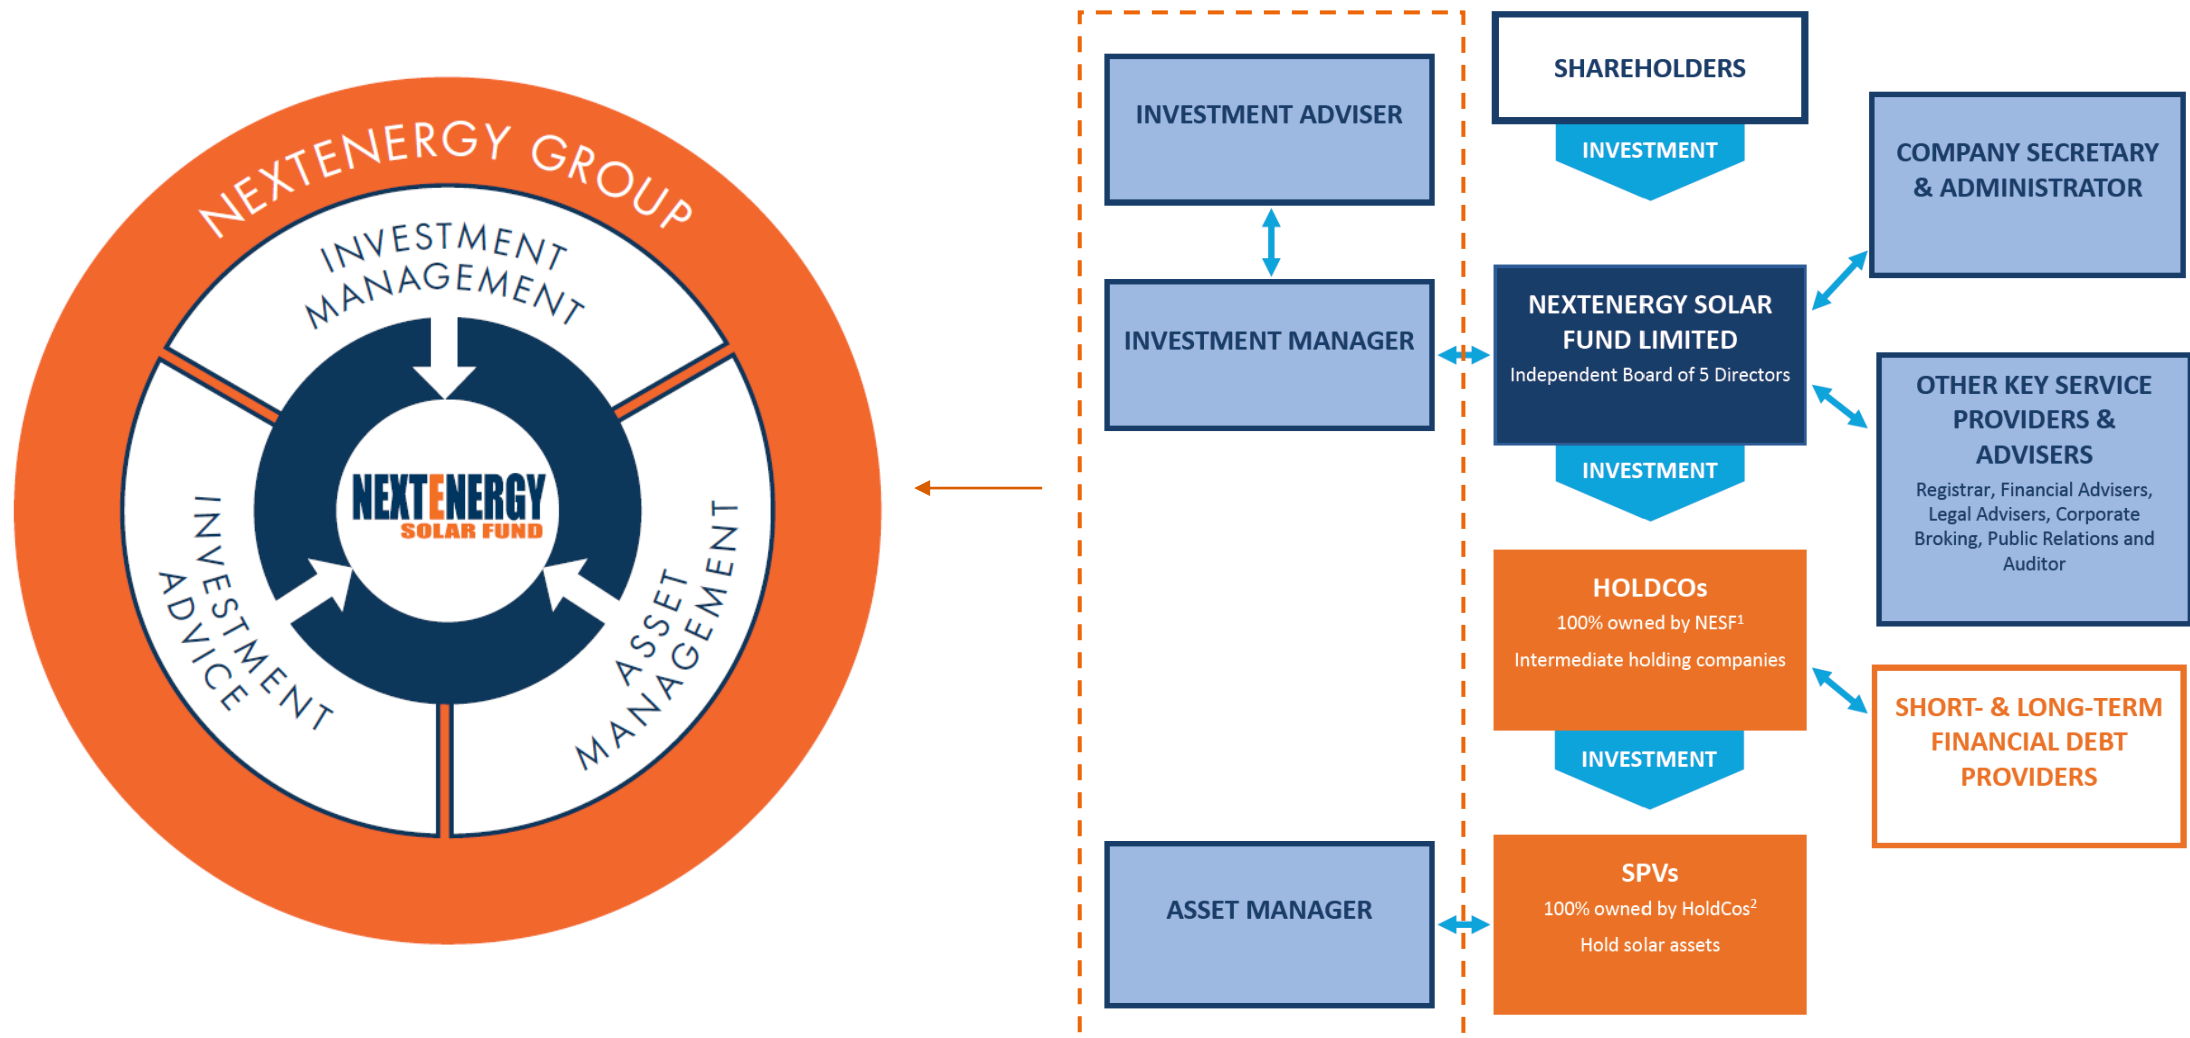 NEXTENERGY GROUP
INVESTMENT
MANAGEMENT
INVESTMENT
ADVICE
ASSET
MANAGEMENT
NEXTENERGY
SOLAR FUND
INVESTMENT ADVISER
INVESTMENT MANAGER
ASSET MANAGER
SHAREHOLDERS
INVESTMENT
NEXTENERGY SOLAR
FUND LIMITED
Independent Board of 5 Directors
INVESTMENT
HOLDCOs
100% owned by NESF¹
Intermediate holding companies
INVESTMENT
SPVs
100% owned by HoldCos²
Hold solar assets
COMPANY SECRETARY
& ADMINISTRATOR
OTHER KEY SERVICE
PROVIDERS &
ADVISERS
Registrar, Financial Advisers,
Legal Advisers, Corporate
Broking, Public Relations and
Auditor
SHORT- & LONG-TERM
FINANCIAL DEBT
PROVIDERS